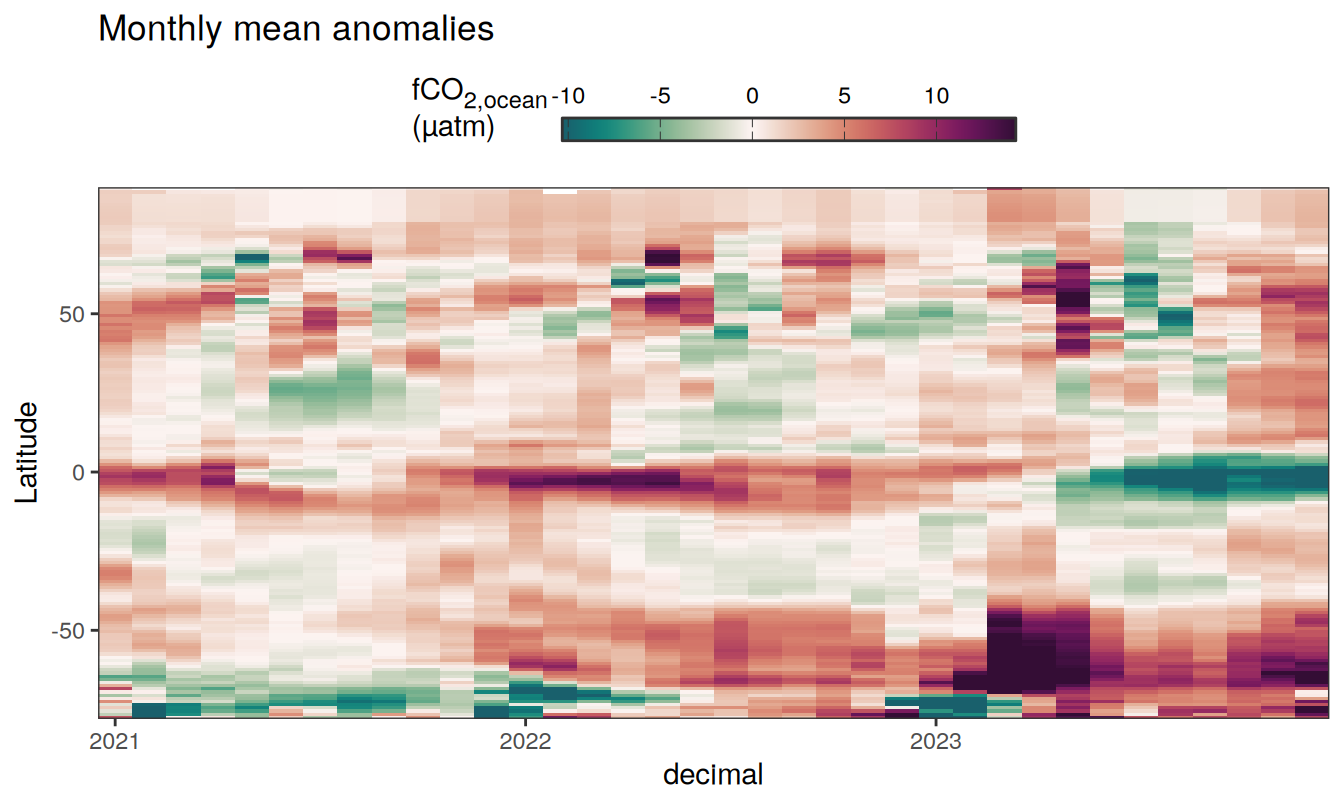 Monthly mean anomalies
fCO2,ocean -10 -5 0 5 10
(µatm)
Latitude
50
0
-50
2021 2022 2023
decimal